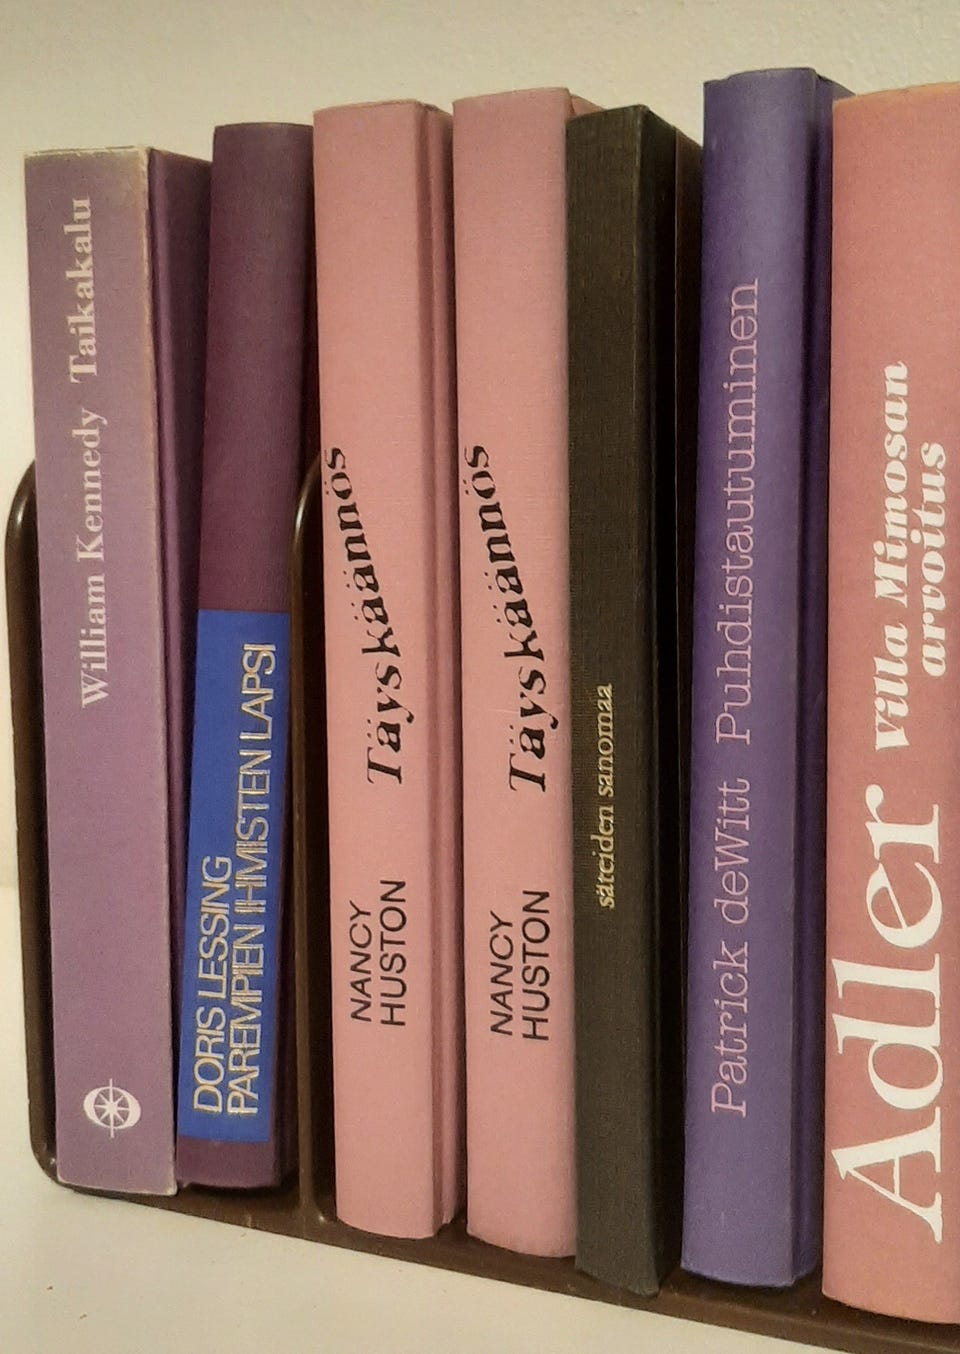 William Kennedy Taikakalu
DORIS LESSING
PAREMPIEN IHMISTEN LAPSI
NANCY
HUSTON
Täyskäännös
NANCY
HUSTON
Täyskäännös
säteiden sanomaa
Patrick deWitt Puhdistautuminen
Adler
villa Mimosan
arvoitus